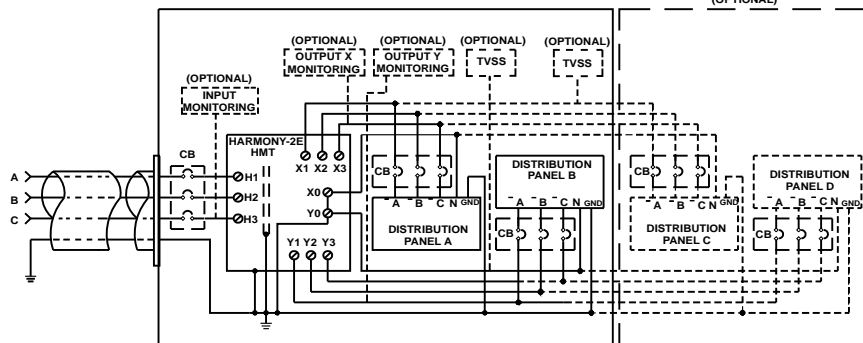 (OPTIONAL)
(OPTIONAL)
OUTPUT X
MONITORING
(OPTIONAL)
OUTPUT Y
MONITORING
(OPTIONAL)
TVSS
(OPTIONAL)
TVSS
(OPTIONAL)
INPUT
MONITORING
CB
HARMONY-2E
HMT
X1 X2 X3
A
B
C
H1
H2
H3
X0
Y0
Y1 Y2 Y3
CB
A B C N GND
DISTRIBUTION
PANEL A
DISTRIBUTION
PANEL B
A B C N GND
CB
CB
A B C N GND
DISTRIBUTION
PANEL C
DISTRIBUTION
PANEL D
A B C N GND
CB